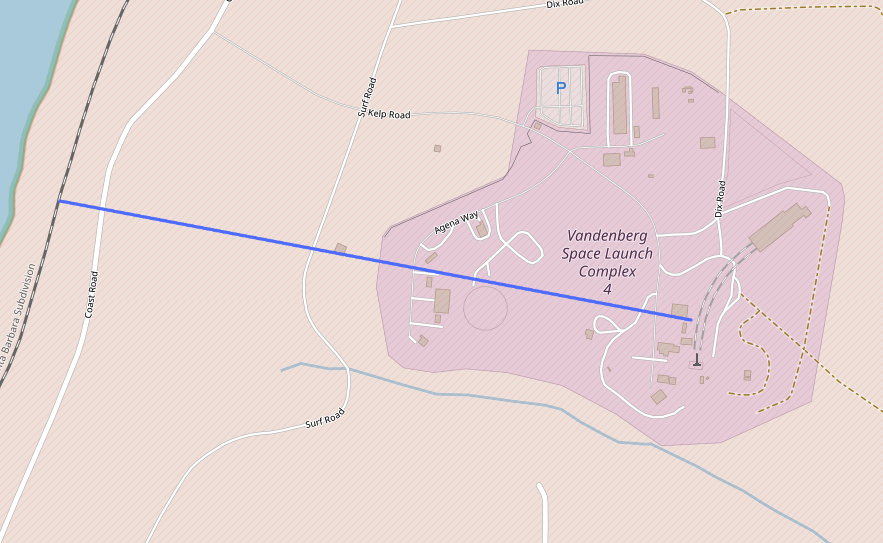 Dix Road
P
Surf Road
Kelp Road
Dix Road
Agena Way
Vandenberg
Space Launch
Complex
4
Coast Road
Barbara Subdivision
Surf Road